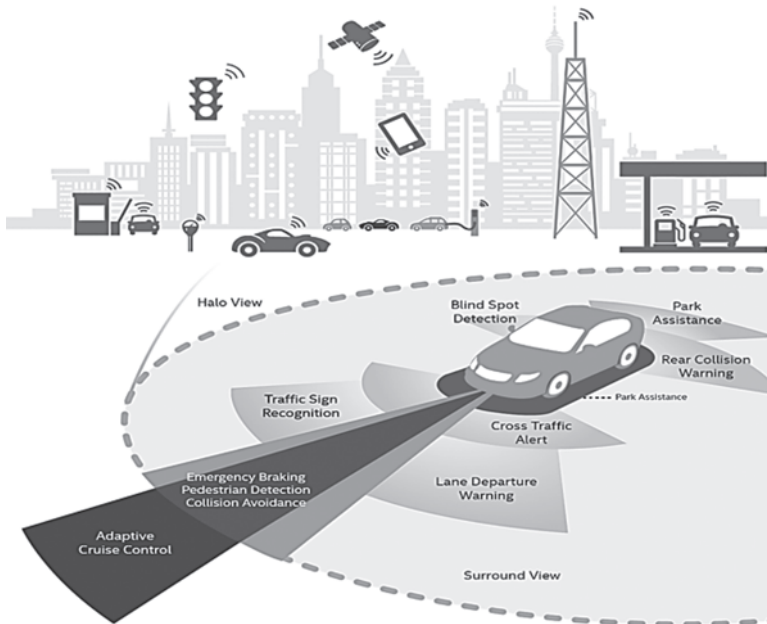 Halo View
Blind Spot
Detection
Park
Assistance
Rear Collision
Warning
Park Assistance
Traffic Sign
Recognition
Cross Traffic
Alert
Emergency Braking
Pedestrian Detection
Collision Avoidance
Lane Departure
Warning
Adaptive
Cruise Control
Surround View